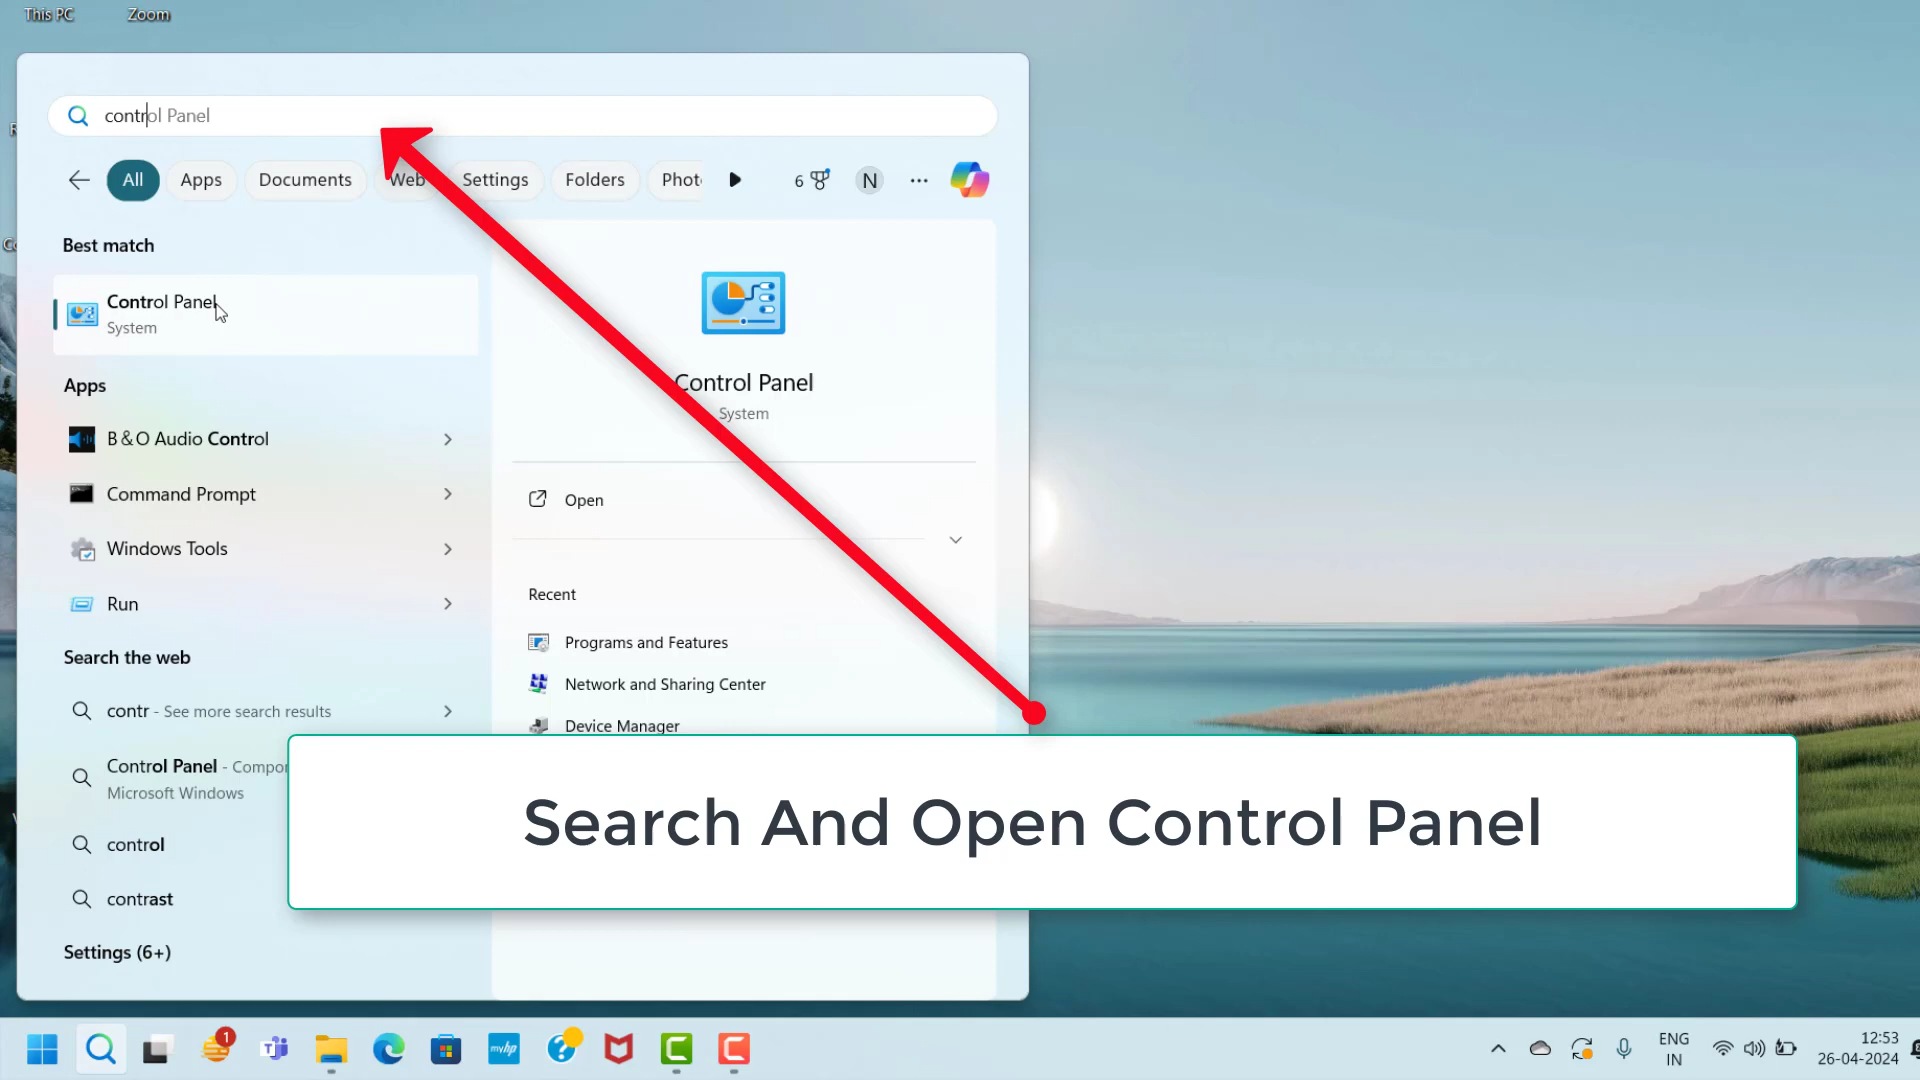 This PC Zoom
control Panel
All Apps Documents Web Settings Folders Phot 6 N ...
Best match
Control Panel
System
Apps
B&O Audio Control
Command Prompt
Windows Tools
Run
Search the web
contr - See more search results
Control Panel - Compon
Microsoft Windows
control
contrast
Settings (6+)
Control Panel
System
Open
Recent
Programs and Features
Network and Sharing Center
Device Manager
Search And Open Control Panel
1
myhp
ENG
IN
12:53
26-04-2024